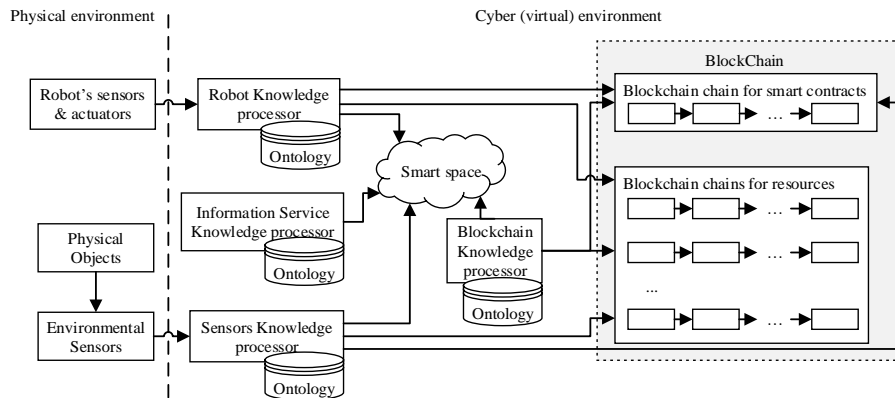 Physical environment
Cyber (virtual) environment
BlockChain
Robot's sensors
& actuators
Robot Knowledge
processor
Ontology
Blockchain chain for smart contracts
...
Smart space
Blockchain chains for resources
...
Information Service
Knowledge processor
Ontology
Blockchain
Knowledge
processor
Ontology
...
...
Physical
Objects
Environmental
Sensors
Sensors Knowledge
processor
Ontology
...